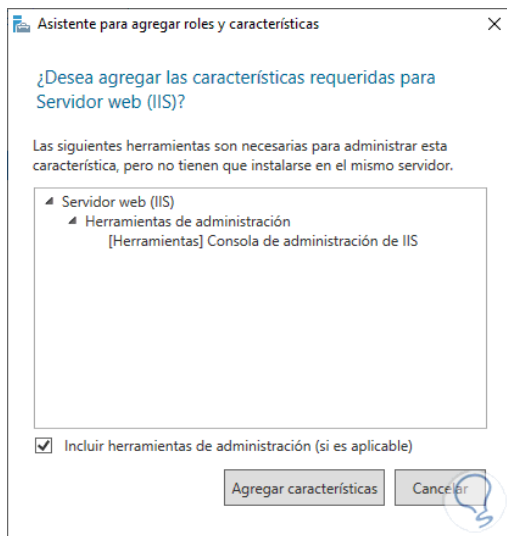 Asistente para agregar roles y características
¿Desea agregar las características requeridas para
Servidor web (IIS)?
Las siguientes herramientas son necesarias para administrar esta
característica, pero no tienen que instalarse en el mismo servidor.
Servidor web (IIS)
Herramientas de administración
[Herramientas] Consola de administración de IIS
Incluir herramientas de administración (si es aplicable)
Agregar características
Cancelar